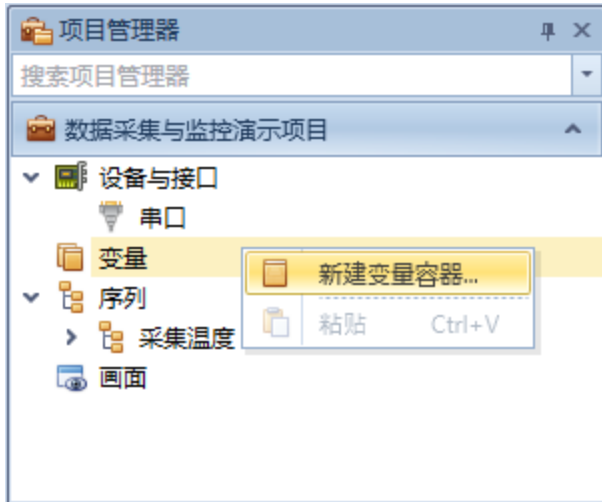 项目管理器
搜索项目管理器
数据采集与监控演示项目
设备与接口
串口
变量
新建变量容器...
序列
粘贴 Ctrl+V
采集温度
画面